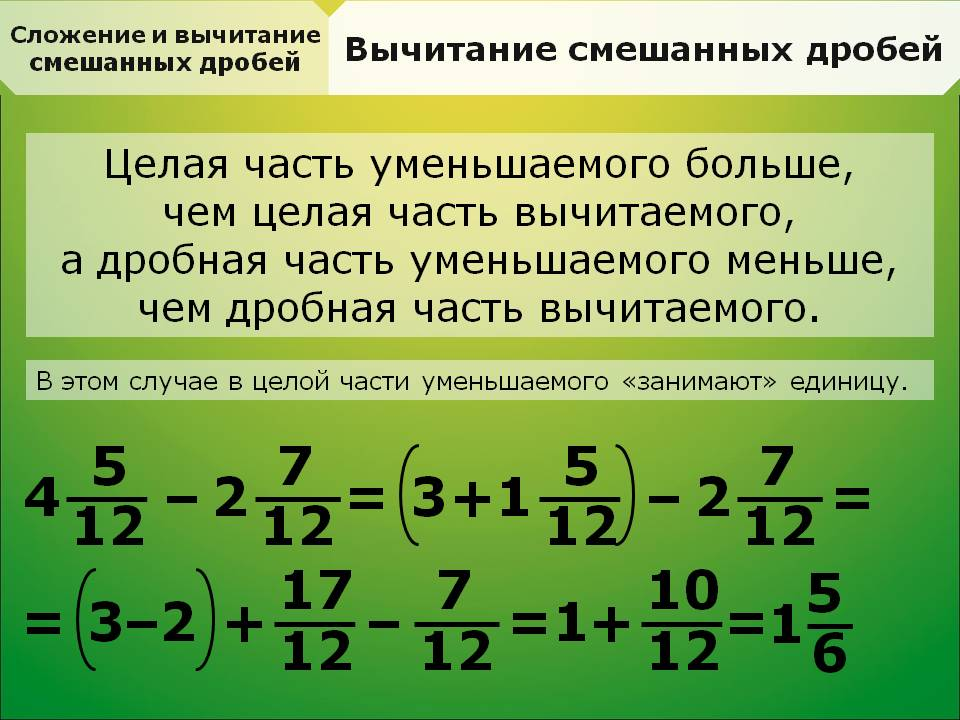 Сложение и вычитание
смешанных дробей
Вычитание смешанных дробей
Целая часть уменьшаемого больше,
чем целая часть вычитаемого,
а дробная часть уменьшаемого меньше,
чем дробная часть вычитаемого.
В этом случае в целой части уменьшаемого «занимают» единицу.
4 5/12 – 2 7/12 = (3+1 5/12) – 2 7/12 =
= (3–2) + 17/12 – 7/12 = 1+ 10/12 = 1 5/6